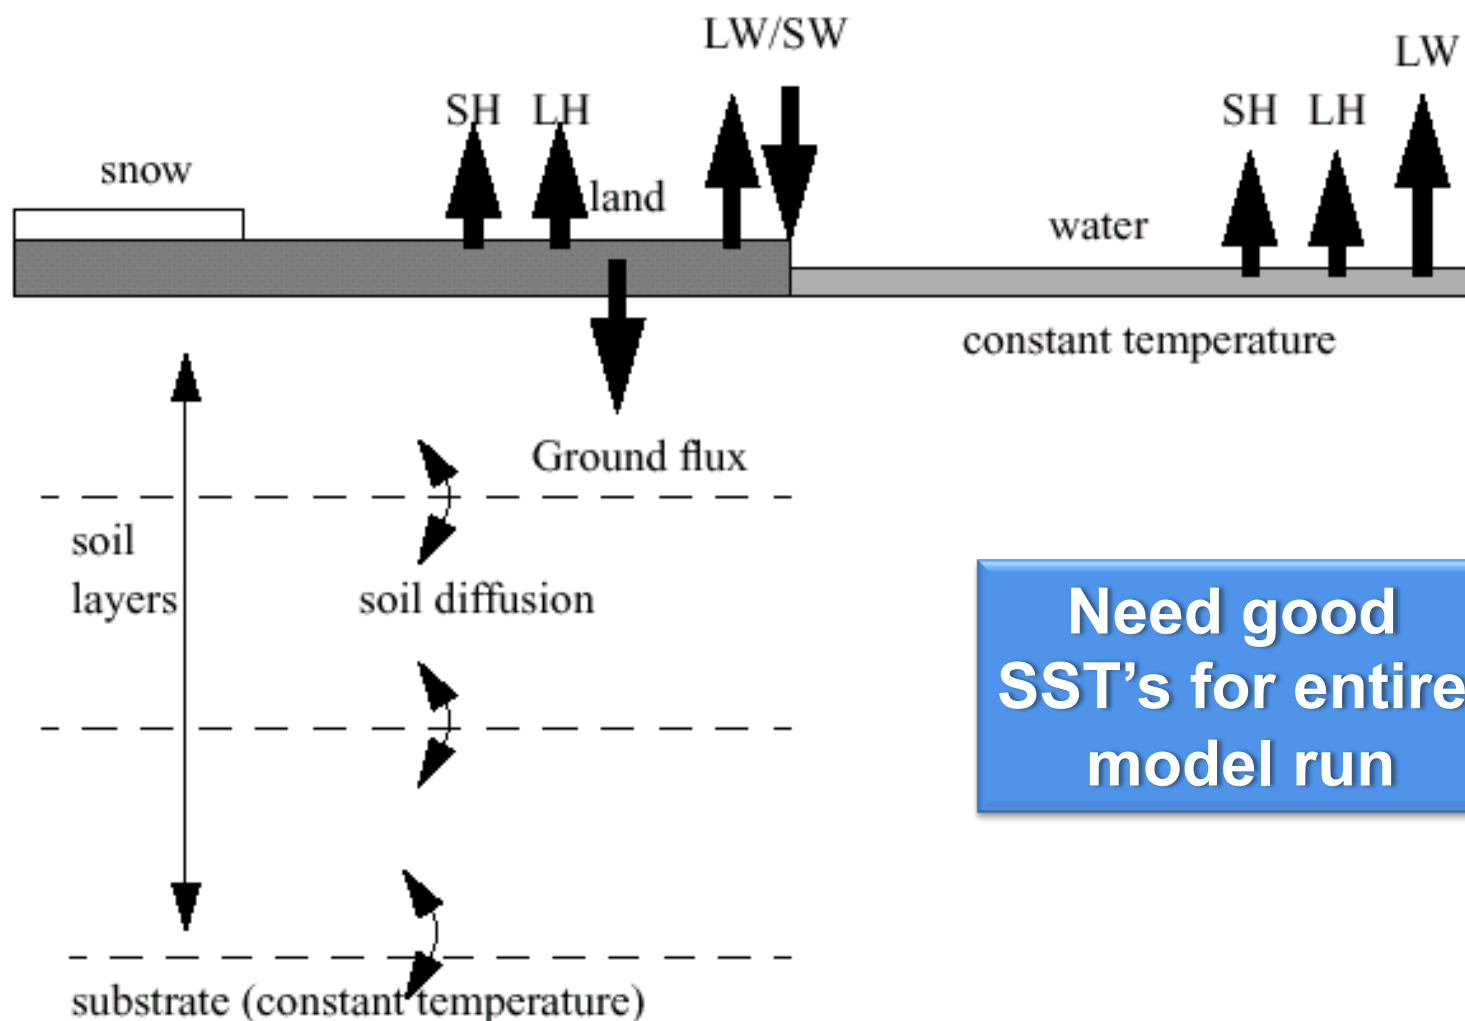 LW/SW
LW
SH LH
SH LH
snow
land
water
constant temperature
Ground flux
soil
layers
soil diffusion
Need good
SST’s for entire
model run
substrate (constant temperature)